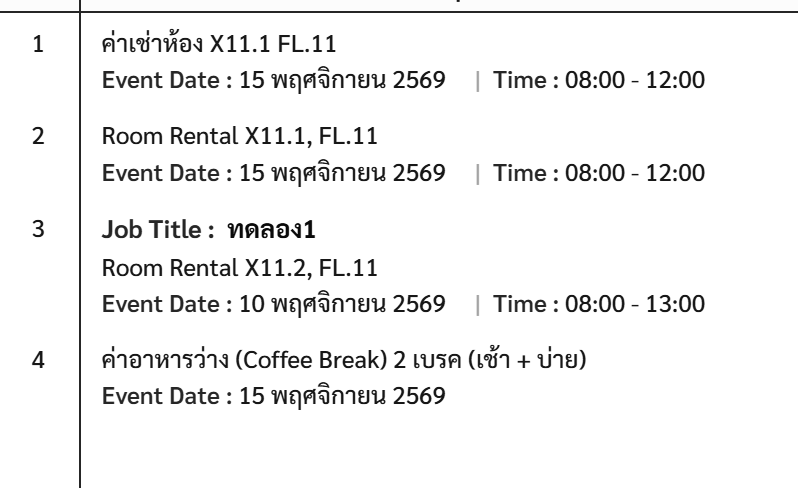 1 ค่าเช่าห้อง X11.1 FL.11
Event Date : 15 พฤศจิกายน 2569 | Time : 08:00 - 12:00
2 Room Rental X11.1, FL.11
Event Date : 15 พฤศจิกายน 2569 | Time : 08:00 - 12:00
3 Job Title : ทดลอง1
Room Rental X11.2, FL.11
Event Date : 10 พฤศจิกายน 2569 | Time : 08:00 - 13:00
4 ค่าอาหารว่าง (Coffee Break) 2 เบรค (เช้า + บ่าย)
Event Date : 15 พฤศจิกายน 2569